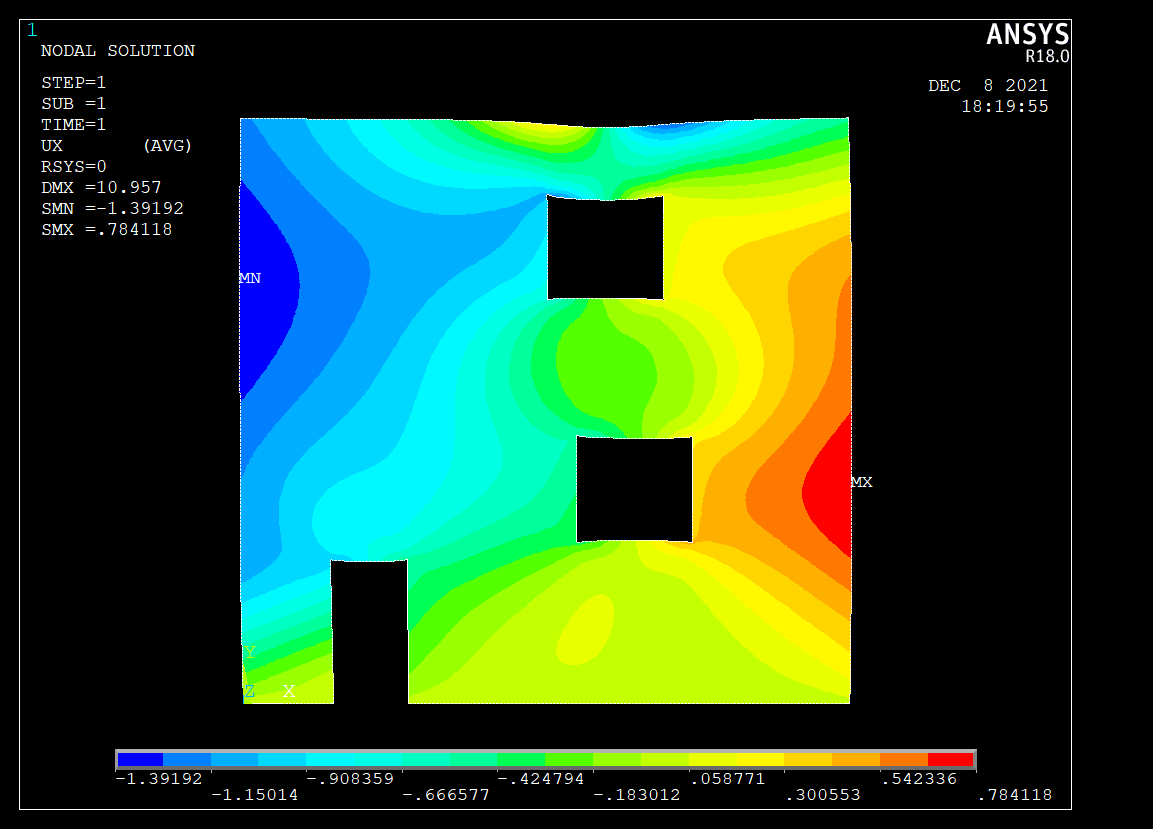 1
ANSYS
R18.0
NODAL SOLUTION
STEP=1
SUB =1
TIME=1
UX (AVG)
RSYS=0
DMX =10.957
SMN =-1.39192
SMX =.784118
DEC 8 2021
18:19:55
MN
MX
Y
Z X
-1.39192 -.908359 -.424794 .058771 .542336
-1.15014 -.666577 -.183012 .300553 .784118